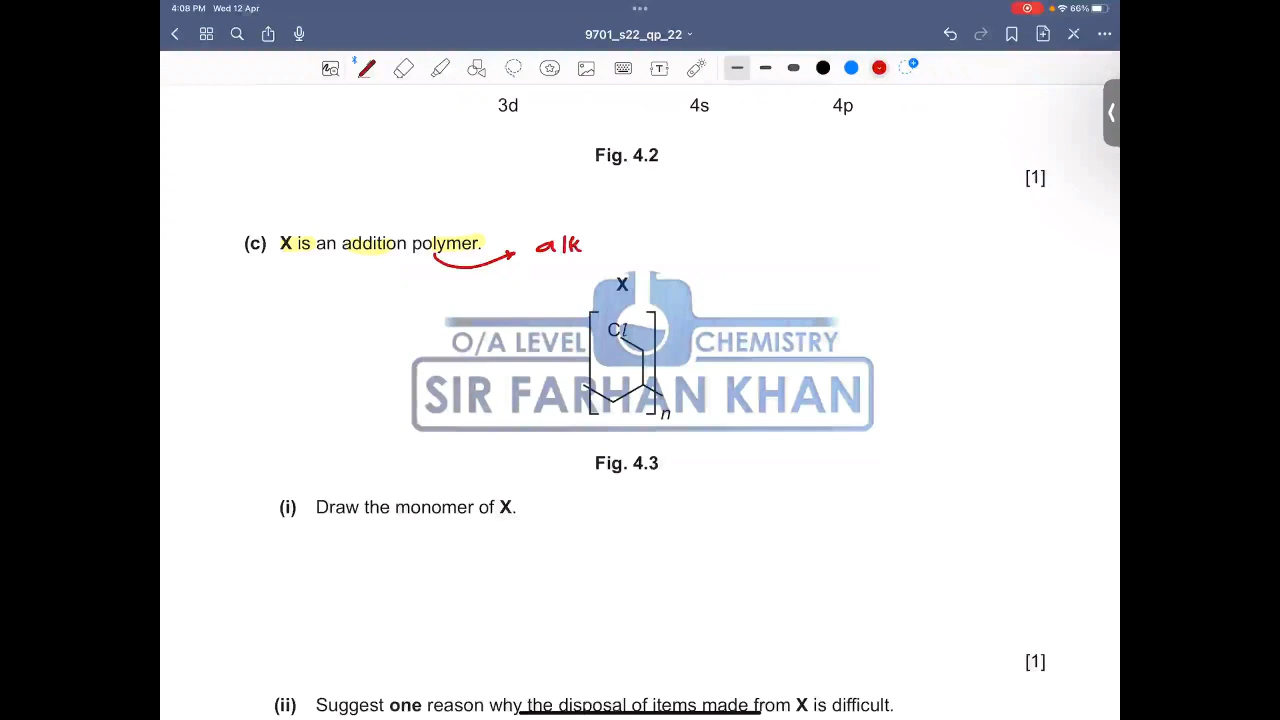 4:08 PM Wed 12 Apr
66%
9701_s22_qp_22
T
3d 4s 4p
Fig. 4.2
[1]
(c) X is an addition polymer. alk
X
Cl
O/A LEVEL CHEMISTRY
SIR FARHAN KHAN
n
Fig. 4.3
(i) Draw the monomer of X.
[1]
(ii) Suggest one reason why the disposal of items made from X is difficult.